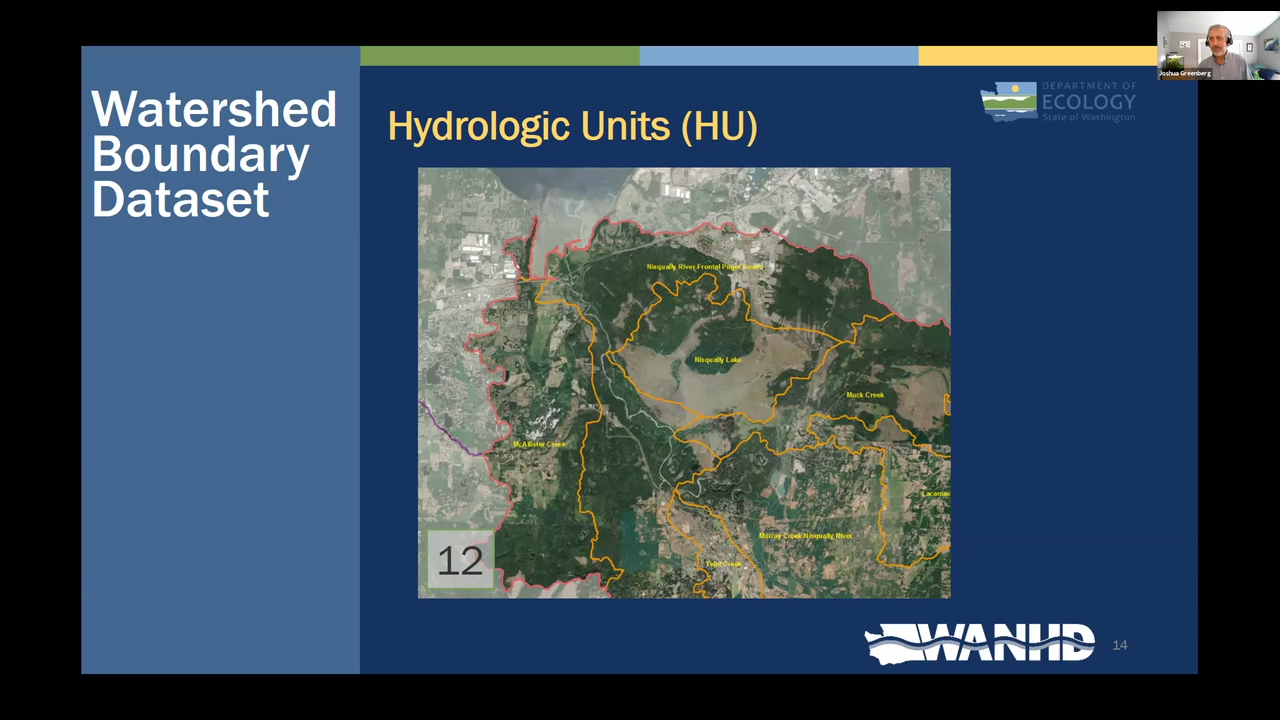 Joshua Greenberg
Watershed
Boundary
Dataset
Hydrologic Units (HU)
DEPARTMENT OF
ECOLOGY
State of Washington
Nisqually River-Frontal Puget Sound
Nisqually Lake
Muck Creek
McAllister Creek
Lacamas
Murray Creek-Nisqually River
Yelm Creek
12
WANHD
14